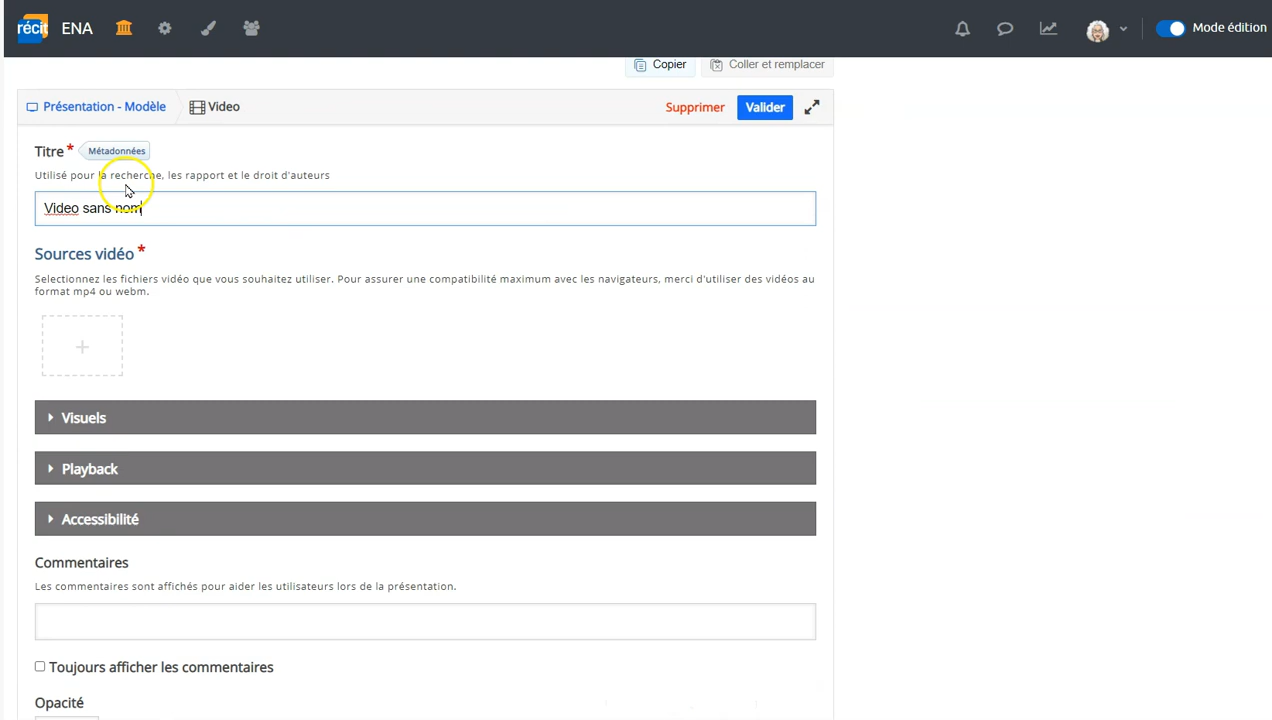 récit ENA Mode édition
Copier Coller et remplacer
Présentation - Modèle Video Supprimer Valider
Titre * Métadonnées
Utilisé pour la recherche, les rapport et le droit d'auteurs
Video sans nom
Sources vidéo *
Selectionnez les fichiers vidéo que vous souhaitez utiliser. Pour assurer une compatibilité maximum avec les navigateurs, merci d'utiliser des vidéos au
format mp4 ou webm.
+
Visuels
Playback
Accessibilité
Commentaires
Les commentaires sont affichés pour aider les utilisateurs lors de la présentation.
Toujours afficher les commentaires
Opacité